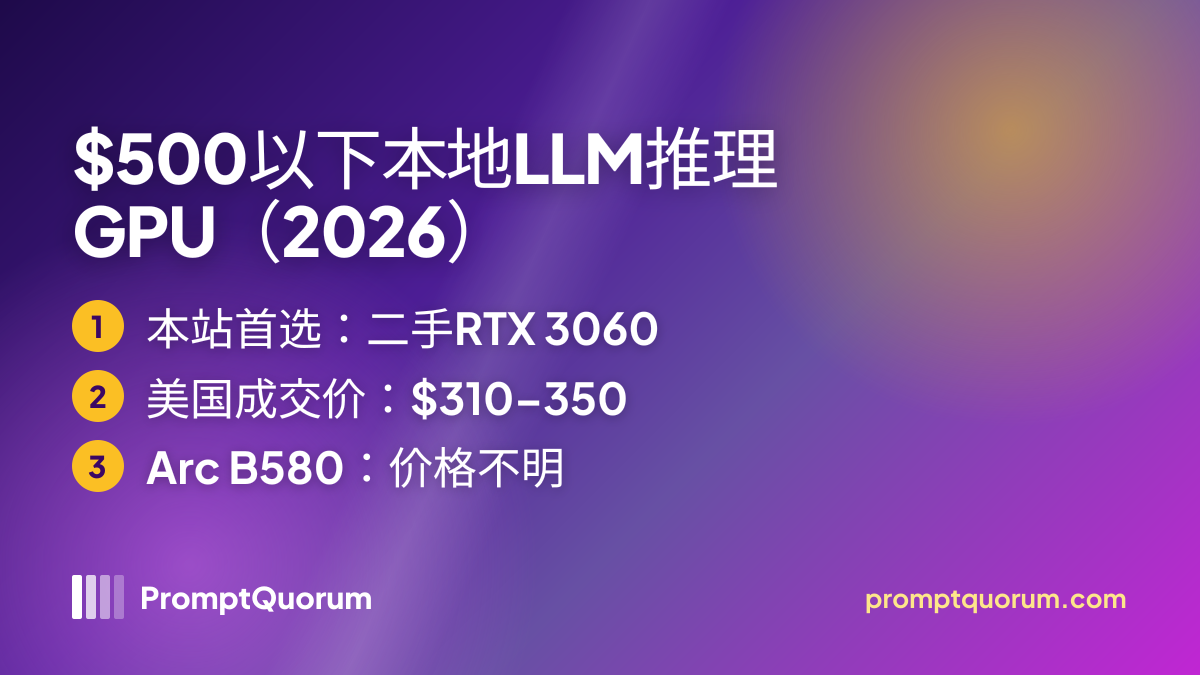 $500以下本地LLM推理
GPU（2026）
1 本站首选：二手RTX 3060
2 美国成交价：$310–350
3 Arc B580：价格不明
PromptQuorum
promptquorum.com